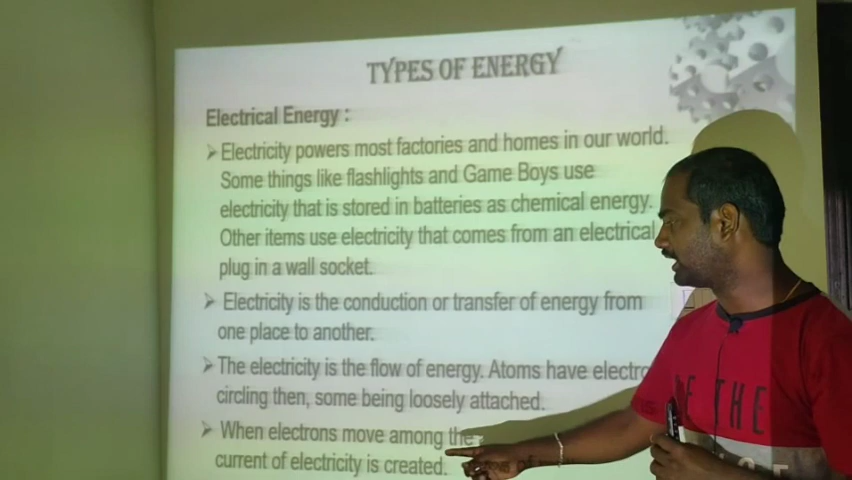 TYPES OF ENERGY
Electrical Energy :
➢Electricity powers most factories and homes in our world.
Some things like flashlights and Game Boys use
electricity that is stored in batteries as chemical energy.
Other items use electricity that comes from an electrical
plug in a wall socket.
➢ Electricity is the conduction or transfer of energy from
one place to another.
➢The electricity is the flow of energy. Atoms have electro
circling then, some being loosely attached.
➢ When electrons move among the
current of electricity is created.
THE